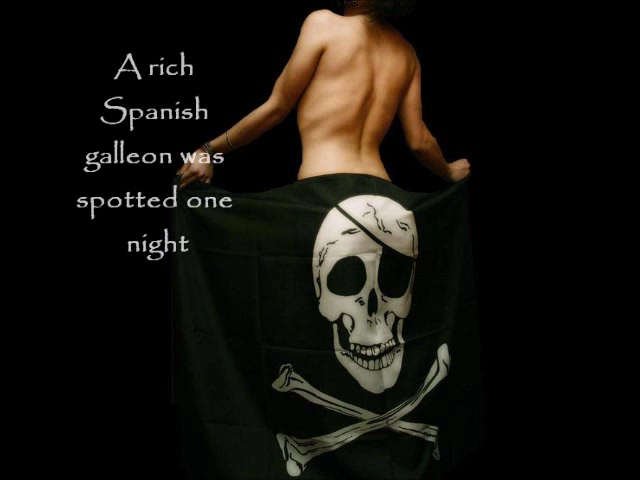 A rich
Spanish
galleon was
spotted one
night